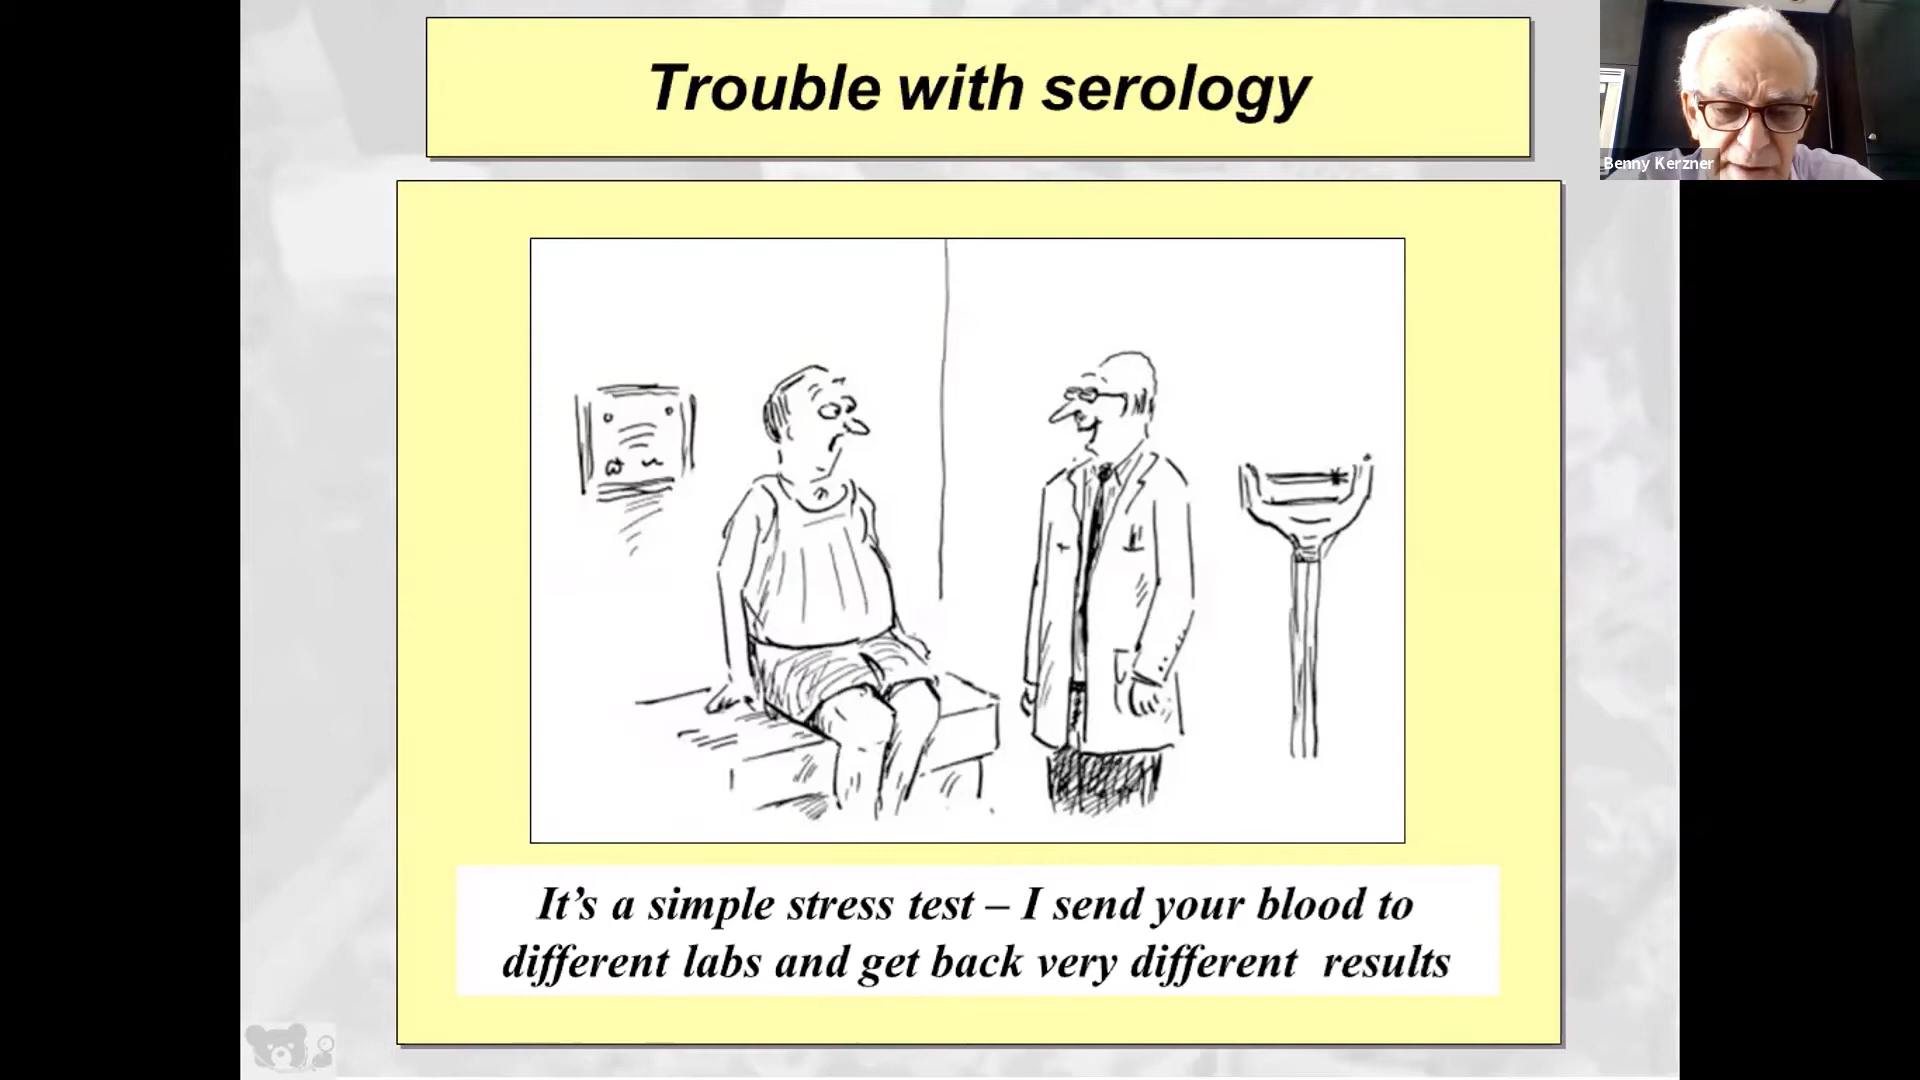 Trouble with serology
Benny Kerzner
It’s a simple stress test – I send your blood to
different labs and get back very different results